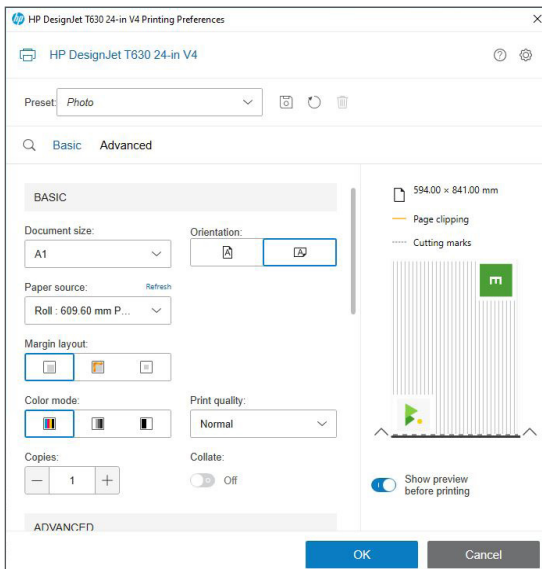 HP DesignJet T630 24-in V4 Printing Preferences
HP DesignJet T630 24-in V4
Preset: Photo
Basic Advanced
BASIC
Document size:
A1
Orientation:
Paper source: Refresh
Roll : 609.60 mm P...
Margin layout:
Color mode:
Print quality:
Normal
Copies:
1
Collate:
Off
ADVANCED
594.00 × 841.00 mm
Page clipping
Cutting marks
Show preview
before printing
OK
Cancel